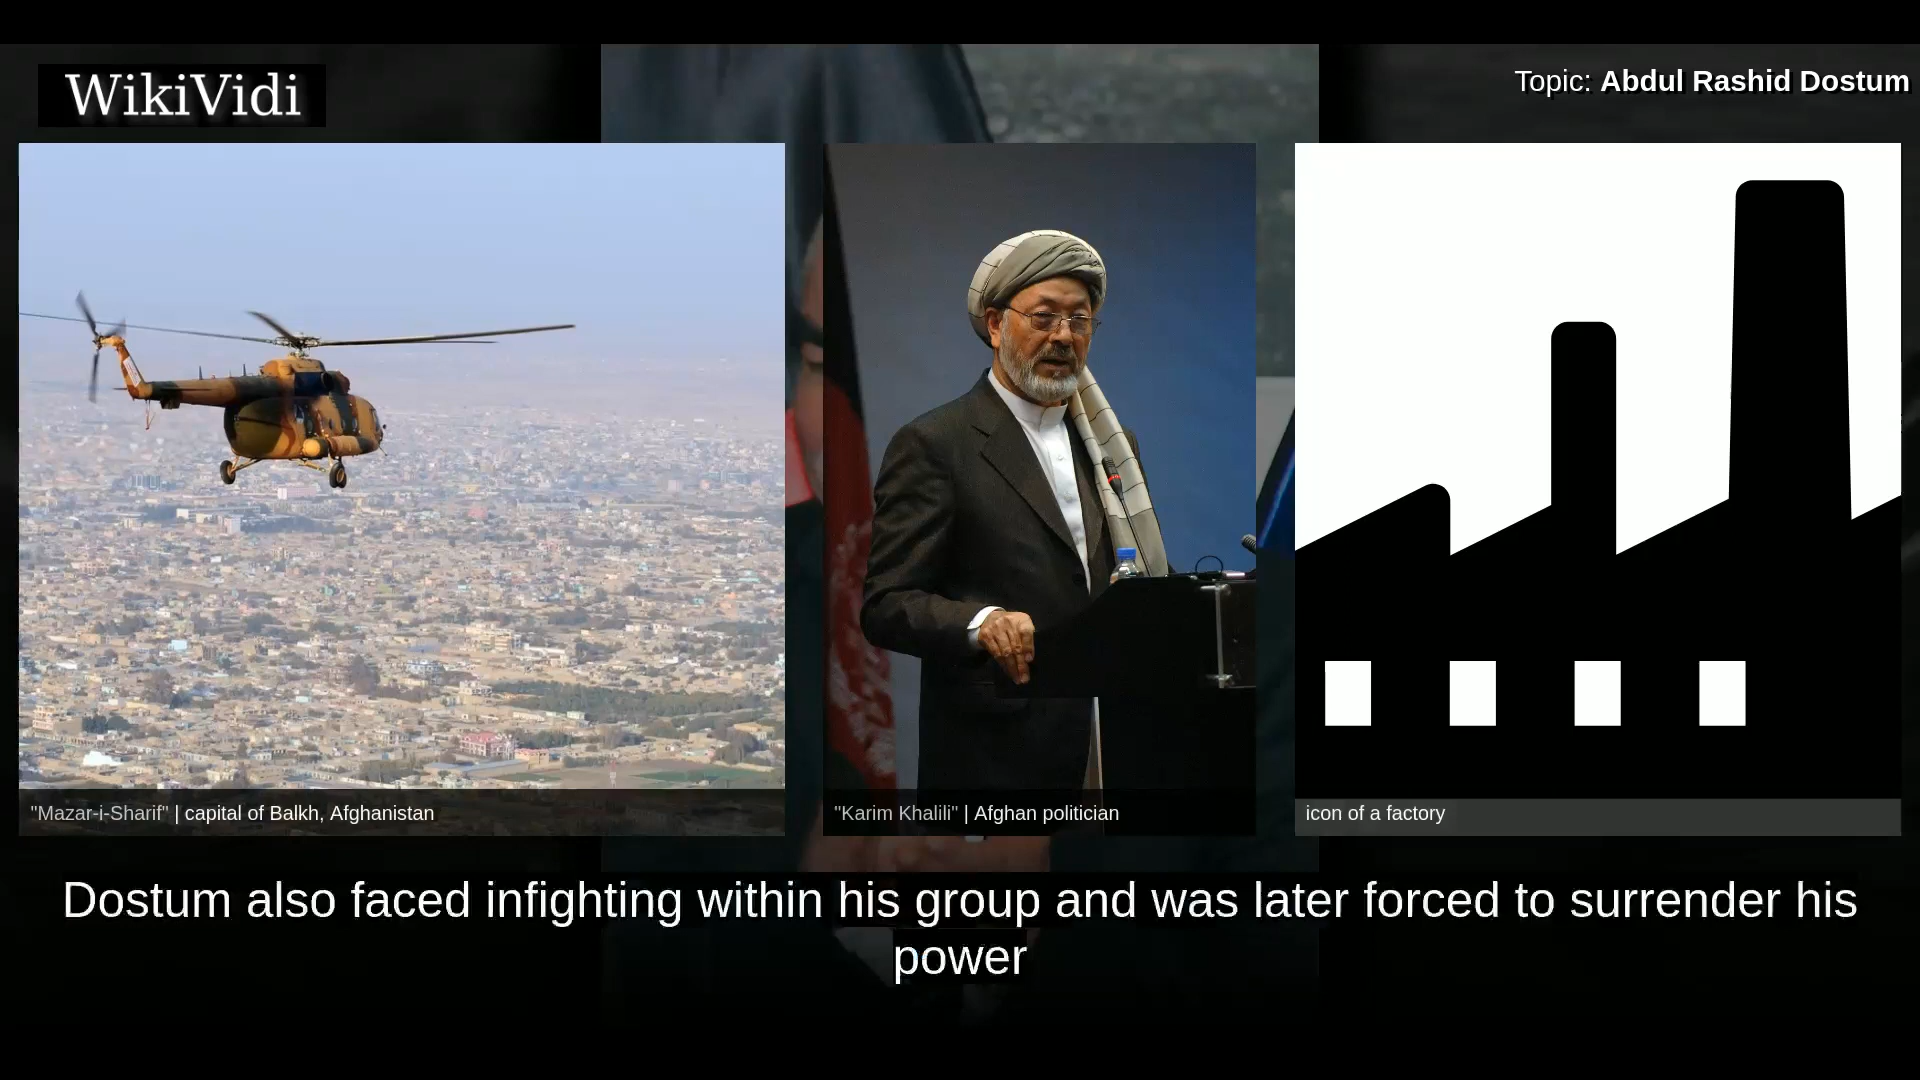 WikiVidi
Topic: Abdul Rashid Dostum
"Mazar-i-Sharif" | capital of Balkh, Afghanistan
"Karim Khalili" | Afghan politician
icon of a factory
Dostum also faced infighting within his group and was later forced to surrender his
power